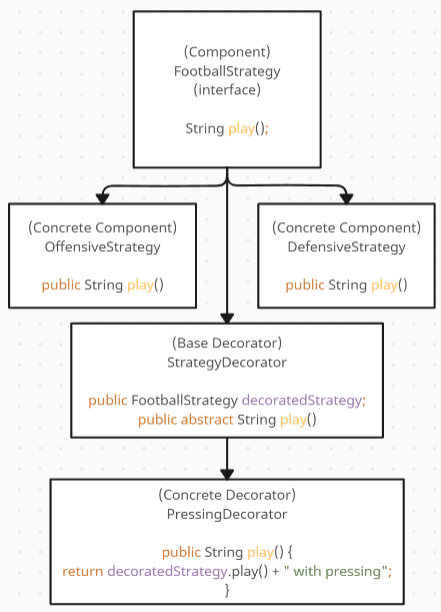 (Component)
FootballStrategy
(interface)
String play();
(Concrete Component)
OffensiveStrategy
public String play()
(Concrete Component)
DefensiveStrategy
public String play()
(Base Decorator)
StrategyDecorator
public FootballStrategy decoratedStrategy;
public abstract String play()
(Concrete Decorator)
PressingDecorator
public String play() {
return decoratedStrategy.play() + " with pressing";
}